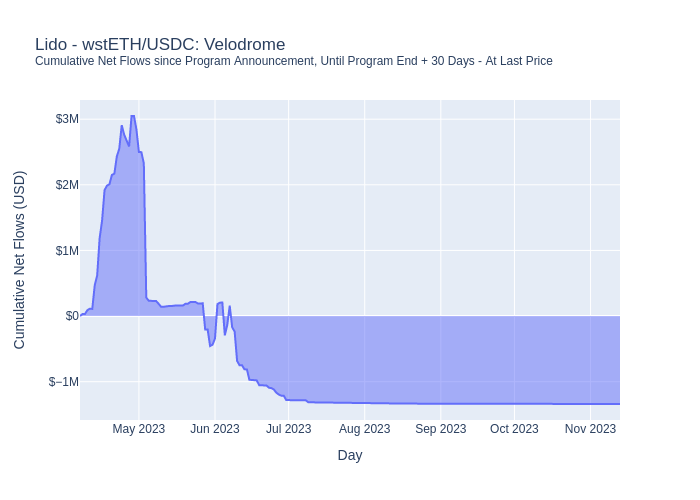 Lido - wstETH/USDC: Velodrome
Cumulative Net Flows since Program Announcement, Until Program End + 30 Days - At Last Price
Cumulative Net Flows (USD)
$3M
$2M
$1M
$0
$−1M
May 2023
Jun 2023
Jul 2023
Aug 2023
Sep 2023
Oct 2023
Nov 2023
Day